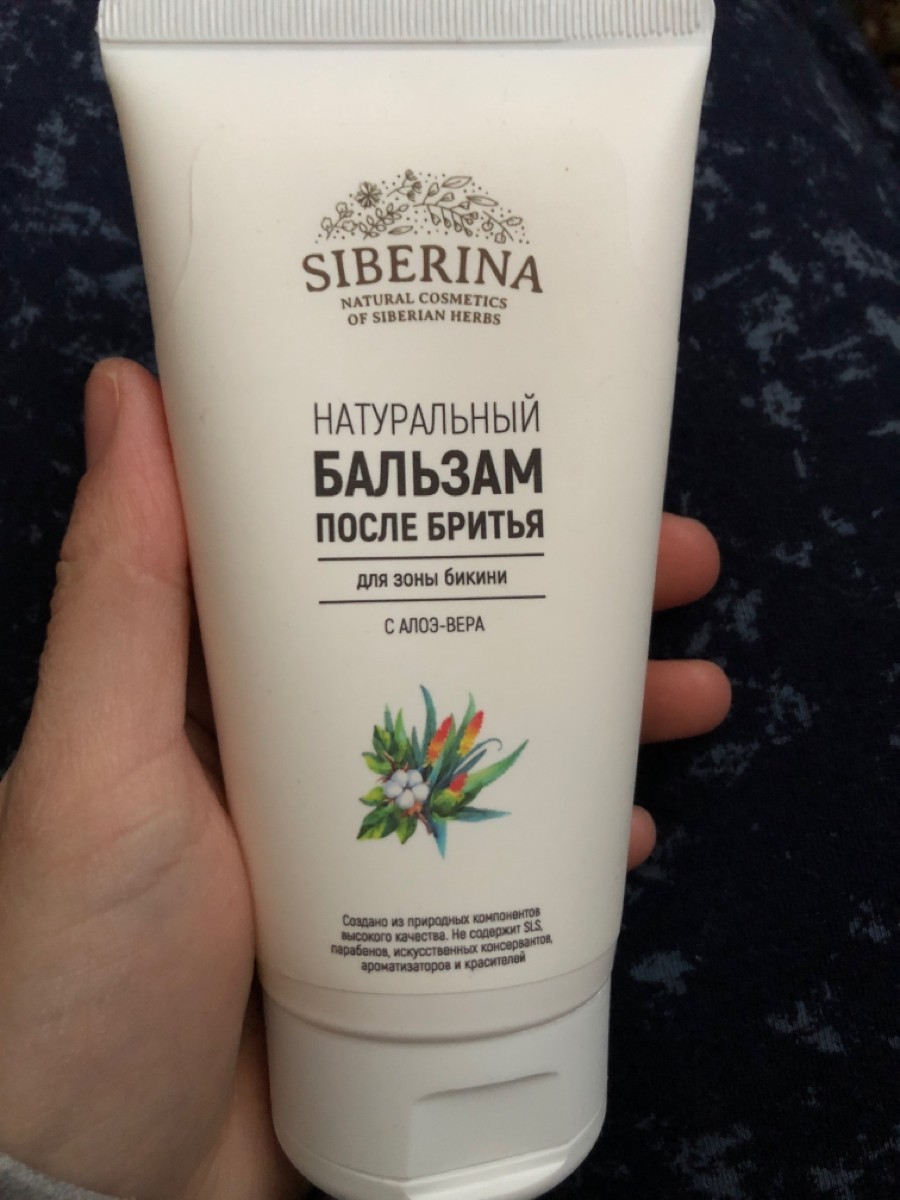 SIBERINA
NATURAL COSMETICS
OF SIBERIAN HERBS
НАТУРАЛЬНЫЙ
БАЛЬЗАМ
ПОСЛЕ БРИТЬЯ
для зоны бикини
С АЛОЭ-ВЕРА
Создано из природных компонентов
высокого качества. Не содержит SLS,
парабенов, искусственных консервантов,
ароматизаторов и красителей